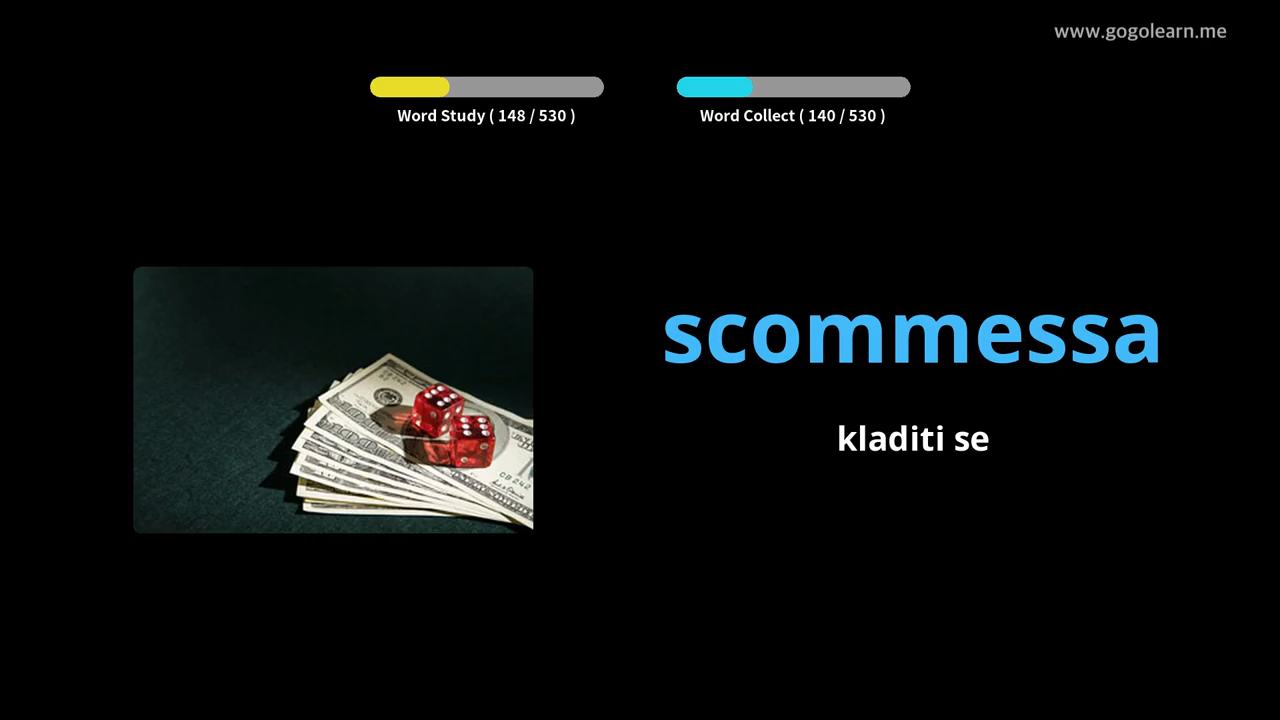 www.gogolearn.me
Word Study ( 148 / 530 )
Word Collect ( 140 / 530 )
scommessa
kladiti se